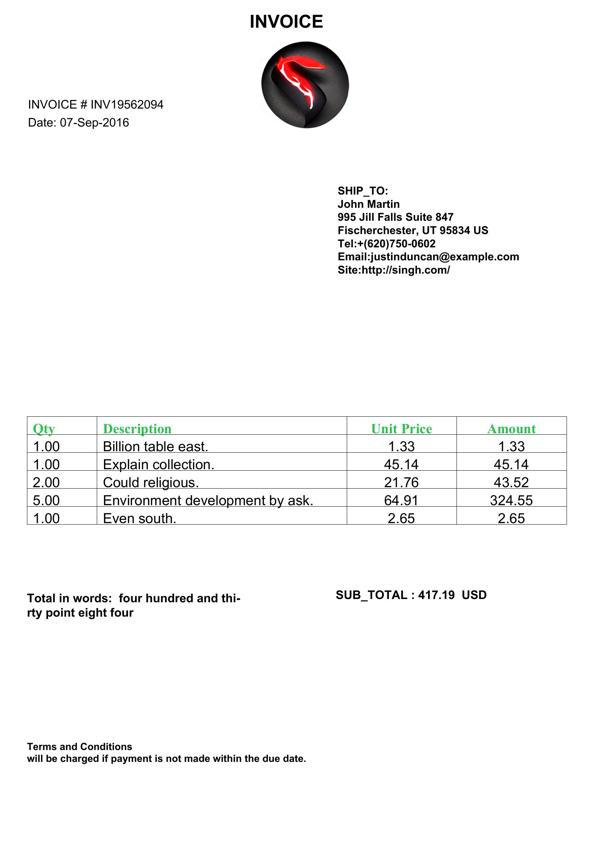 INVOICE
INVOICE # INV19562094
Date: 07-Sep-2016
SHIP_TO:
John Martin
995 Jill Falls Suite 847
Fischerchester, UT 95834 US
Tel:+(620)750-0602
Email:justinduncan@example.com
Site:http://singh.com/
Qty Description Unit Price Amount
1.00 Billion table east. 1.33 1.33
1.00 Explain collection. 45.14 45.14
2.00 Could religious. 21.76 43.52
5.00 Environment development by ask. 64.91 324.55
1.00 Even south. 2.65 2.65
Total in words: four hundred and thi-
rty point eight four
SUB_TOTAL : 417.19 USD
Terms and Conditions
will be charged if payment is not made within the due date.